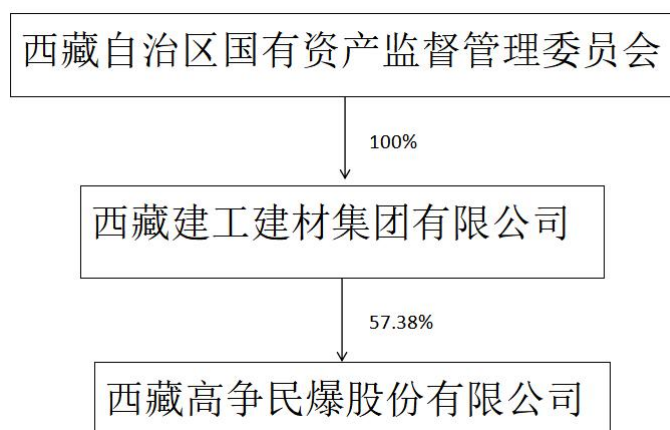 西藏自治区国有资产监督管理委员会
100%
西藏建工建材集团有限公司
57.38%
西藏高争民爆股份有限公司